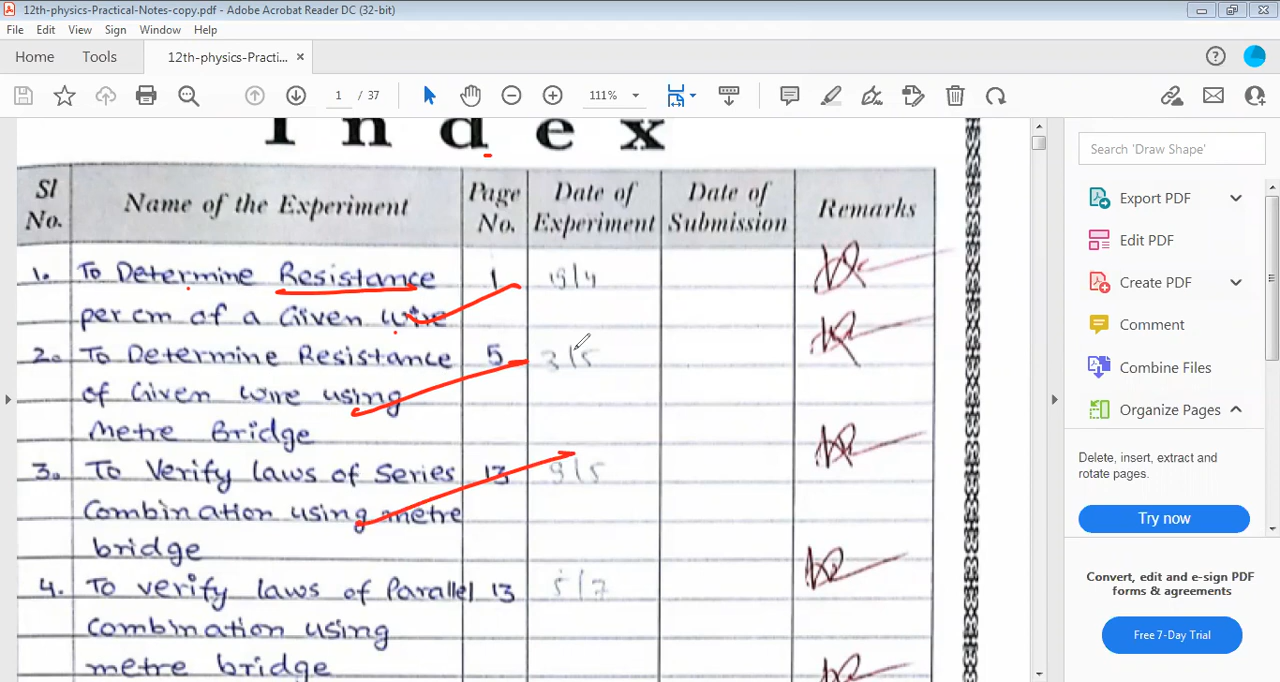 12th-physics-Practical-Notes-copy.pdf - Adobe Acrobat Reader DC (32-bit)
File Edit View Sign Window Help
Home Tools 12th-physics-Practi... ×
1 / 37 111%
Index
Sl No. Name of the Experiment Page No. Date of Experiment Date of Submission Remarks
1. To Determine Resistance 1 19/4
per cm of a Given wire
2. To Determine Resistance 5 3/5
of Given wire using
Metre Bridge
3. To Verify laws of Series 13 9/5
Combination using metre
bridge
4. To verify laws of Parallel 13 5/7
combination using
metre bridge
Search 'Draw Shape'
Export PDF
Edit PDF
Create PDF
Comment
Combine Files
Organize Pages
Delete, insert, extract and
rotate pages.
Try now
Convert, edit and e-sign PDF
forms & agreements
Free 7-Day Trial